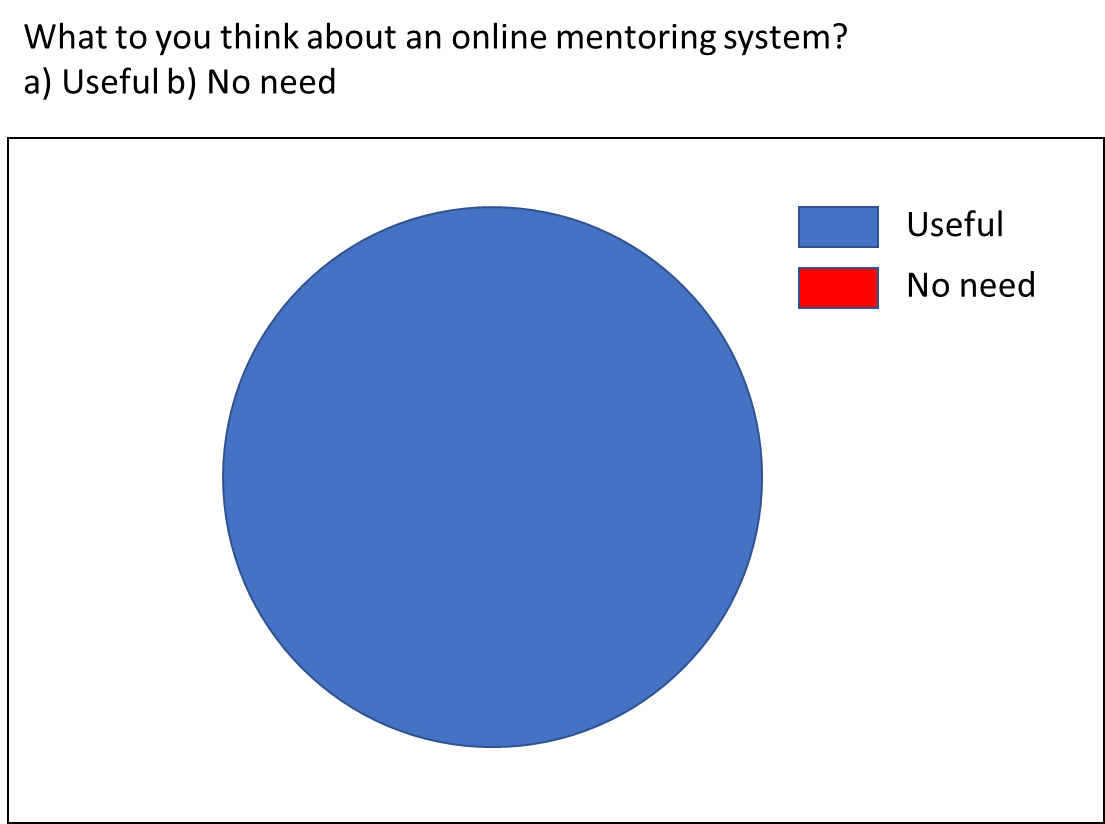 What to you think about an online mentoring system?
a) Useful b) No need
Useful
No need